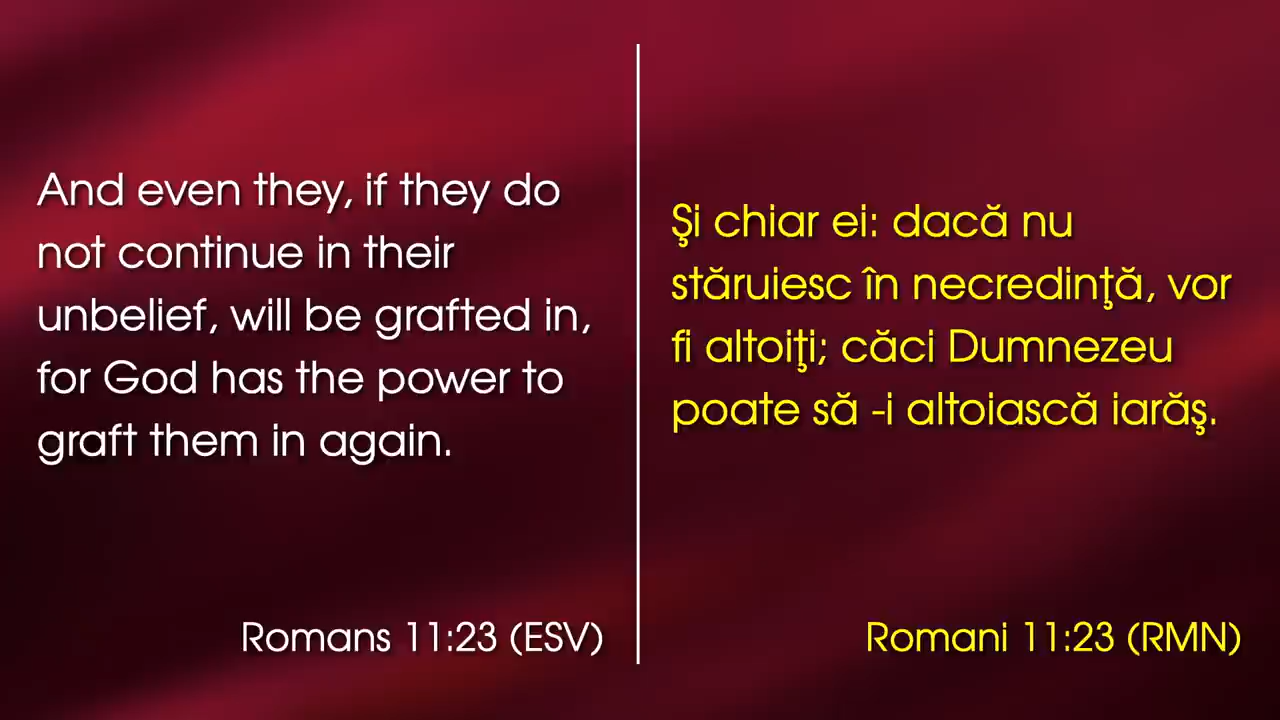 And even they, if they do
not continue in their
unbelief, will be grafted in,
for God has the power to
graft them in again.
Romans 11:23 (ESV)
Şi chiar ei: dacă nu
stăruiesc în necredinţă, vor
fi altoiţi; căci Dumnezeu
poate să -i altoiască iarăş.
Romani 11:23 (RMN)